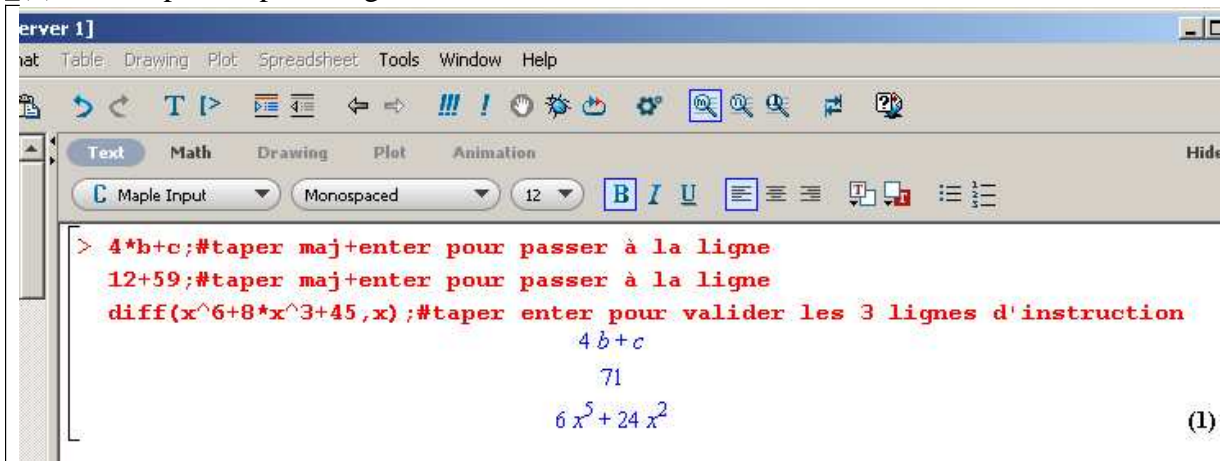 erver 1]
nat Table Drawing Plot Spreadsheet Tools Window Help
T [> !!! !
Text Math Drawing Plot Animation Hide
C Maple Input Monospaced 12 B I U
> 4*b+c;#taper maj+enter pour passer à la ligne
12+59;#taper maj+enter pour passer à la ligne
diff(x^6+8*x^3+45,x);#taper enter pour valider les 3 lignes d'instruction
4 b + c
71
6 x^5 + 24 x^2 (1)